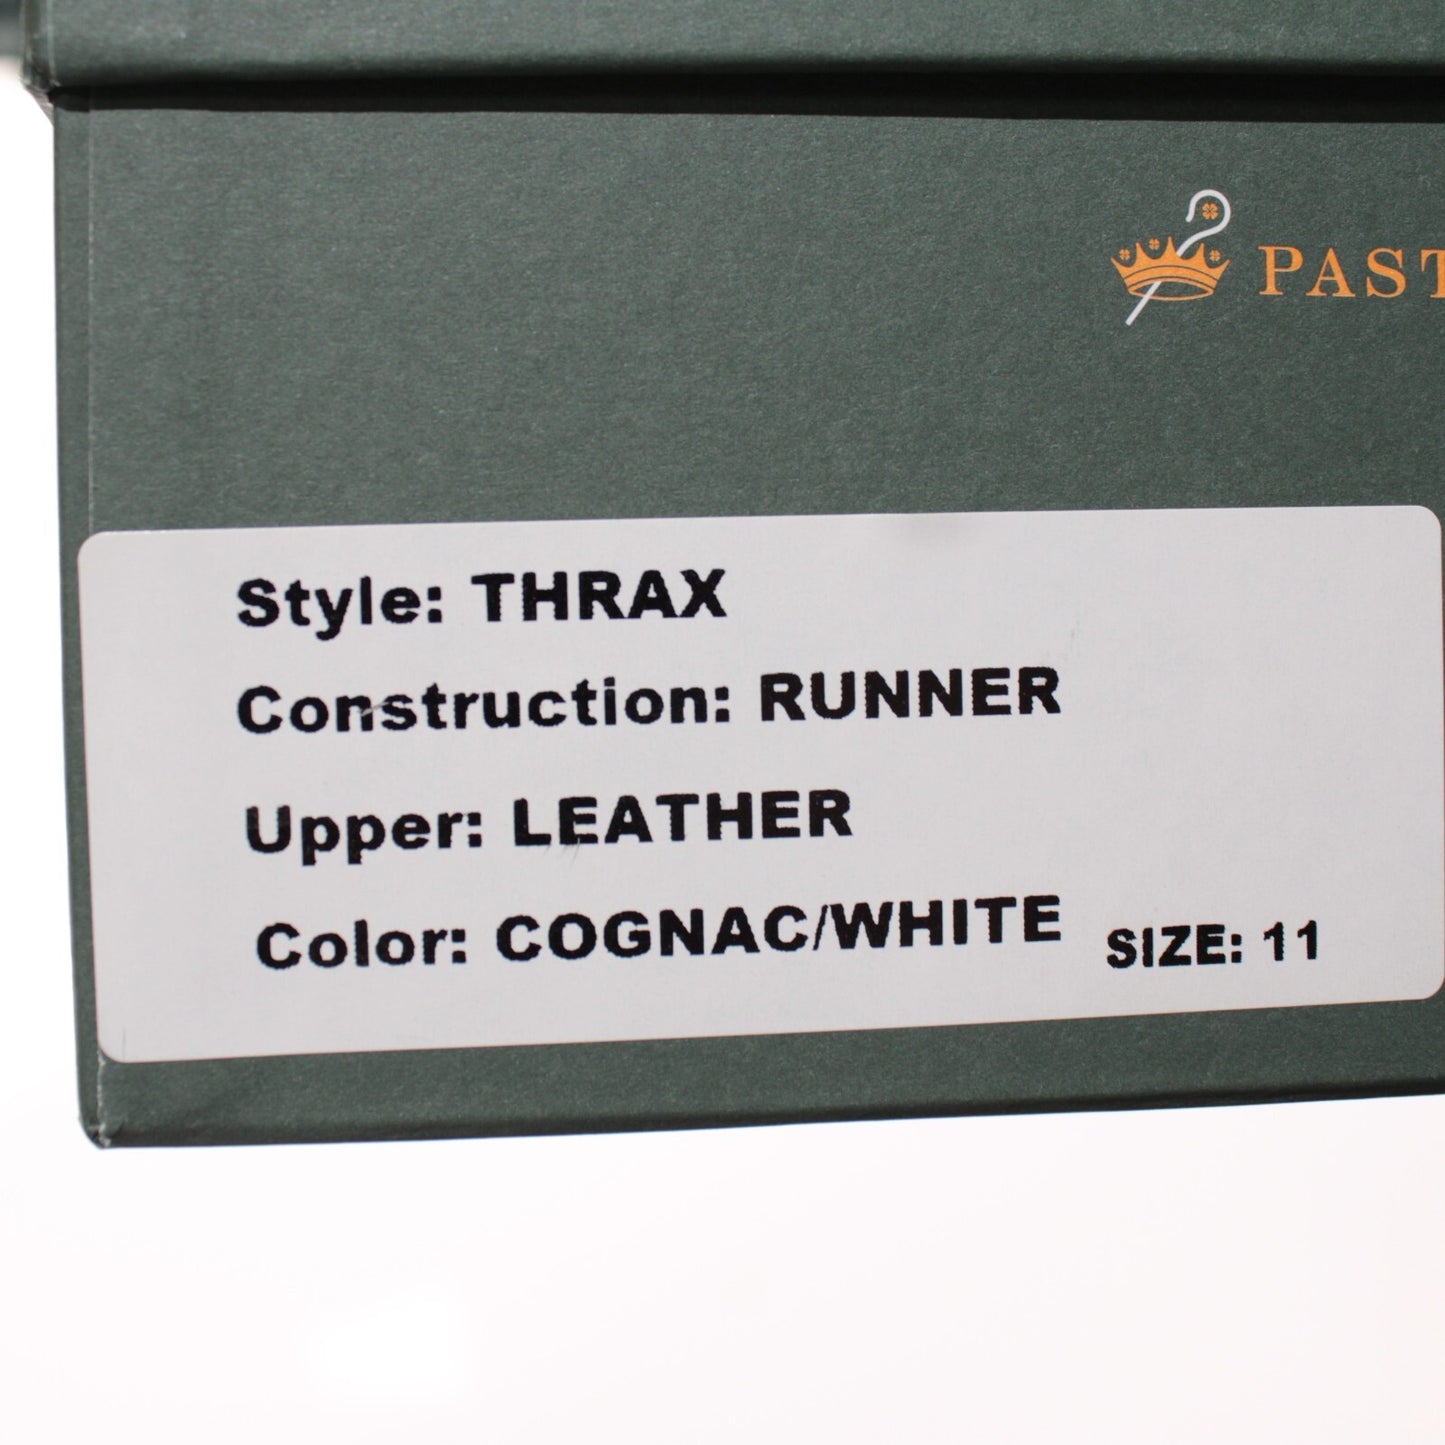 PAST
Style: THRAX
Construction: RUNNER
Upper: LEATHER
Color: COGNAC/WHITE
SIZE: 11